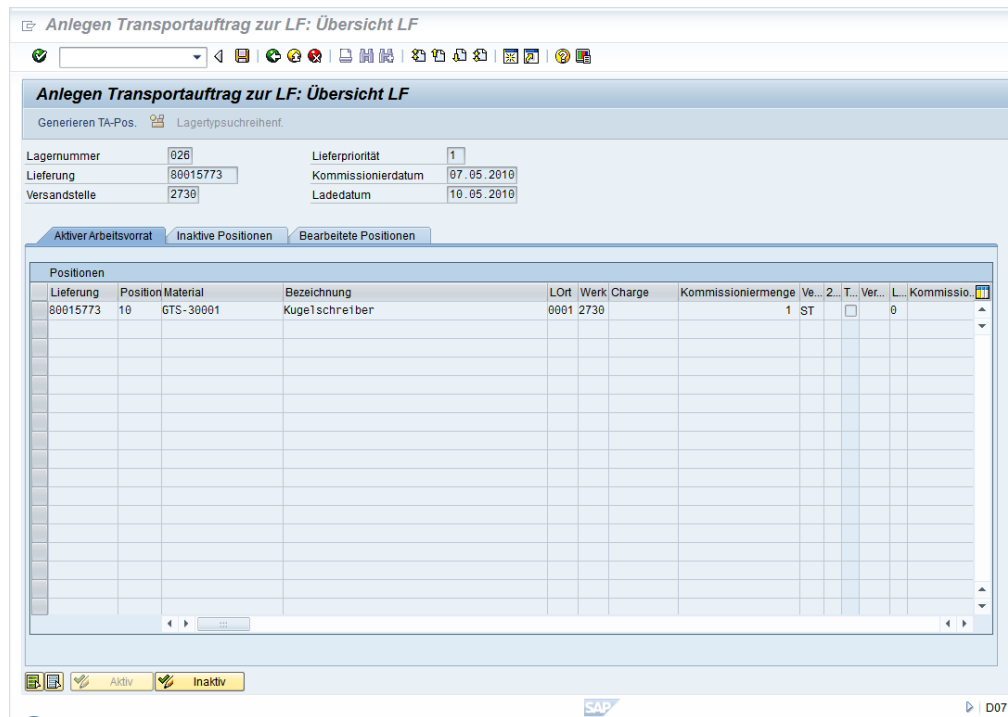 Anlegen Transportauftrag zur LF: Übersicht LF
Anlegen Transportauftrag zur LF: Übersicht LF
Generieren TA-Pos. Lagertypsuchreihenf.
Lagernummer 026 Lieferpriorität 1
Lieferung 80015773 Kommissionierdatum 07.05.2010
Versandstelle 2730 Ladedatum 10.05.2010
Aktiver Arbeitsvorrat Inaktive Positionen Bearbeitete Positionen
Positionen
Lieferung Position Material Bezeichnung LOrt Werk Charge Kommissioniermenge Ve... 2... T... Ver... L... Kommissio...
80015773 10 GTS-30001 Kugelschreiber 0001 2730 1 ST 0
Aktiv Inaktiv
SAP D07